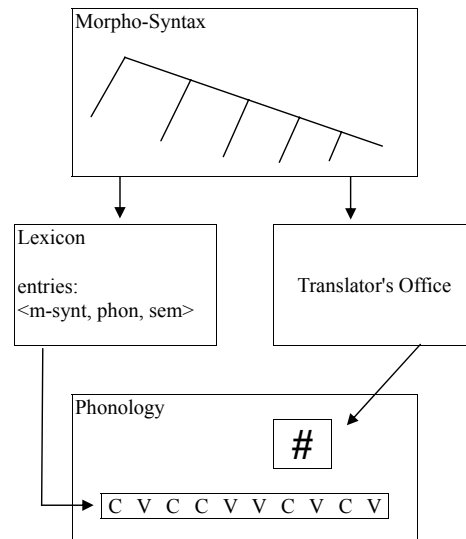 Morpho-Syntax
Lexicon
entries:
<m-synt, phon, sem>
Translator's Office
Phonology
#
C V C C V V C V C V